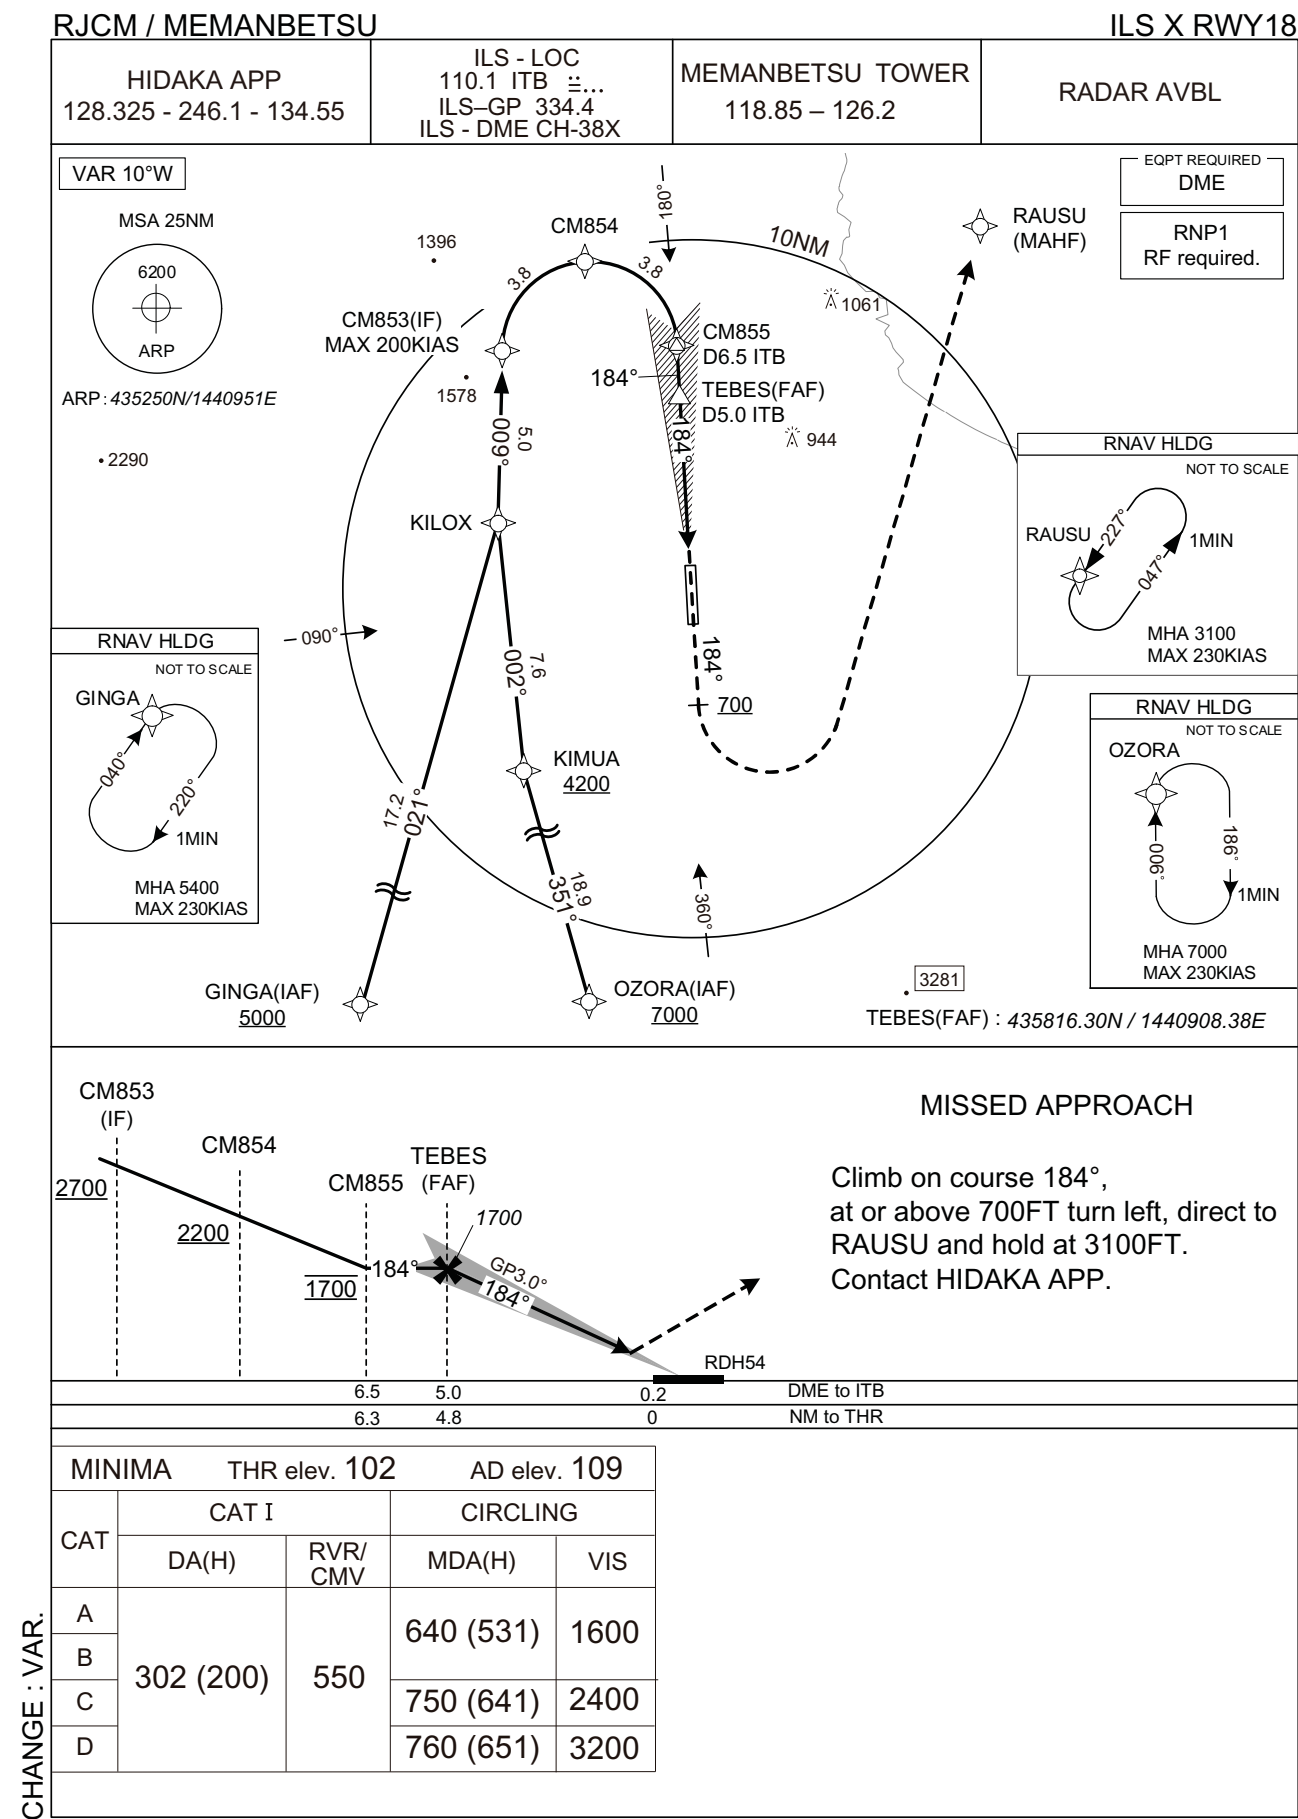 RJCM / MEMANBETSU
ILS X RWY18
HIDAKA APP
128.325 - 246.1 - 134.55
ILS - LOC
110.1 ITB
ILS–GP 334.4
ILS - DME CH-38X
MEMANBETSU TOWER
118.85 – 126.2
RADAR AVBL
VAR 10°W
MSA 25NM
6200
ARP
ARP : 435250N/1440951E
EQPT REQUIRED
DME
RNP1
RF required.
180°
10NM
RAUSU
(MAHF)
1396
CM854
3.8
3.8
1061
CM853(IF)
MAX 200KIAS
CM855
D6.5 ITB
184°
TEBES(FAF)
D5.0 ITB
1578
944
2290
009°
5.0
184°
KILOX
RNAV HLDG
NOT TO SCALE
RAUSU
227°
047°
1MIN
MHA 3100
MAX 230KIAS
090°
RNAV HLDG
NOT TO SCALE
GINGA
040°
220°
1MIN
MHA 5400
MAX 230KIAS
002°
7.6
184°
700
KIMUA
4200
17.2
021°
351°
18.9
360°
RNAV HLDG
NOT TO SCALE
OZORA
006°
186°
1MIN
MHA 7000
MAX 230KIAS
GINGA(IAF)
5000
OZORA(IAF)
7000
3281
TEBES(FAF) : 435816.30N / 1440908.38E
CM853
(IF)
CM854
CM855
TEBES
(FAF)
2700
2200
1700
184°
1700
GP3.0°
184°
RDH54
MISSED APPROACH
Climb on course 184°,
at or above 700FT turn left, direct to
RAUSU and hold at 3100FT.
Contact HIDAKA APP.
6.5 5.0 0.2 DME to ITB
6.3 4.8 0 NM to THR
MINIMA THR elev. 102 AD elev. 109
CAT
CAT I
CIRCLING
DA(H)
RVR/
CMV
MDA(H)
VIS
A
B
C
D
302 (200)
550
640 (531) 1600
750 (641) 2400
760 (651) 3200
CHANGE : VAR.